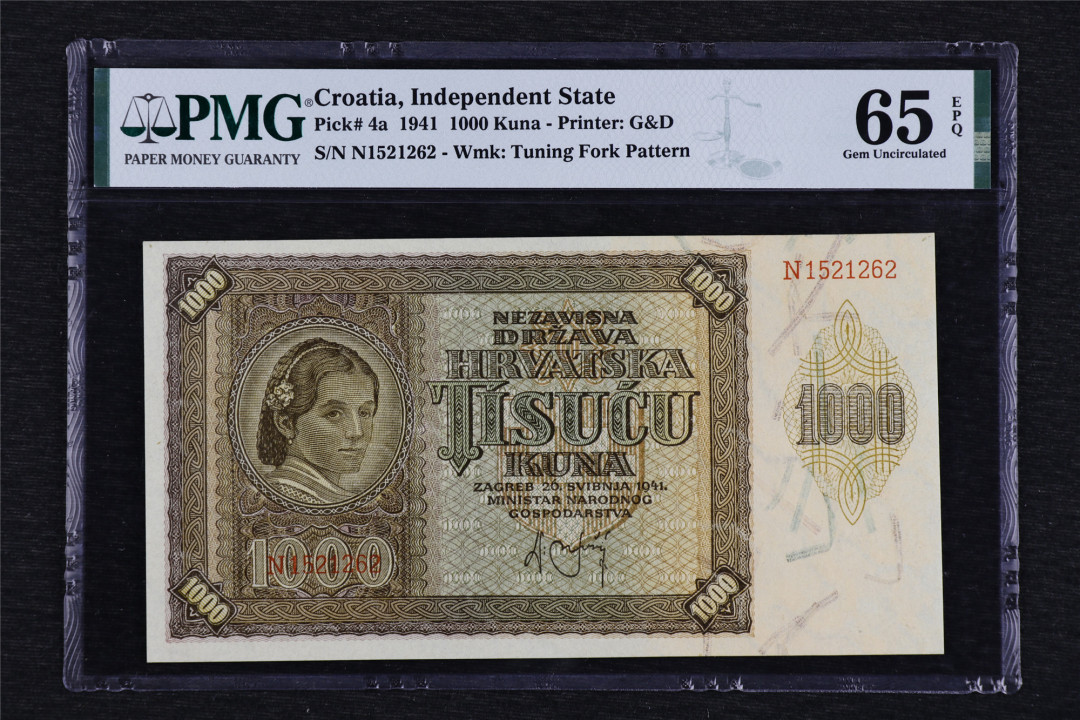 PMG®
PAPER MONEY GUARANTY
Croatia, Independent State
Pick# 4a 1941 1000 Kuna - Printer: G&D
S/N N1521262 - Wmk: Tuning Fork Pattern
65
EPQ
Gem Uncirculated
1000
1000
N1521262
NEZAVISNA
DRŽAVA
HRVATSKA
TISUĆU
KUNA
ZAGREB 26. SVIBNJA 1941.
MINISTAR NARODNOG
GOSPODARSTVA
1000
1000
N1521262
1000
1000